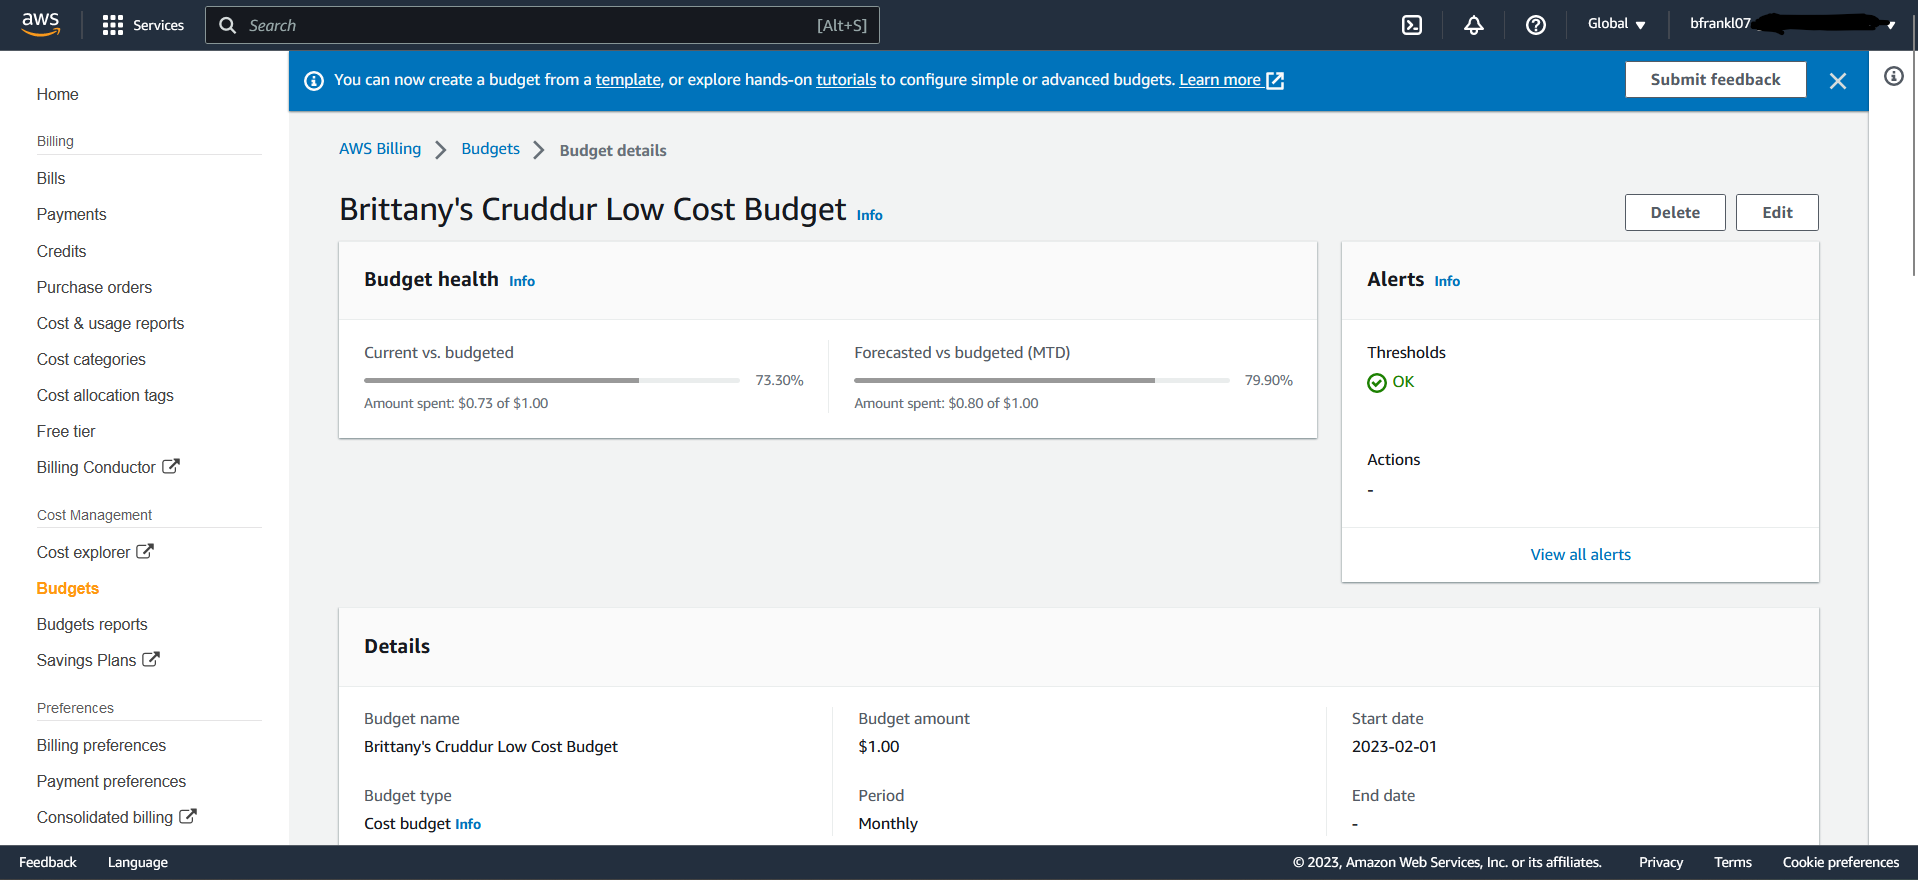 aws
Services
Search [Alt+S]
Global
bfrankl07
Home
Billing
Bills
Payments
Credits
Purchase orders
Cost & usage reports
Cost categories
Cost allocation tags
Free tier
Billing Conductor
Cost Management
Cost explorer
Budgets
Budgets reports
Savings Plans
Preferences
Billing preferences
Payment preferences
Consolidated billing
You can now create a budget from a template, or explore hands-on tutorials to configure simple or advanced budgets. Learn more
Submit feedback
AWS Billing Budgets Budget details
Brittany's Cruddur Low Cost Budget Info
Delete Edit
Budget health Info
Current vs. budgeted
73.30%
Amount spent: $0.73 of $1.00
Forecasted vs budgeted (MTD)
79.90%
Amount spent: $0.80 of $1.00
Alerts Info
Thresholds
OK
Actions
-
View all alerts
Details
Budget name
Brittany's Cruddur Low Cost Budget
Budget type
Cost budget Info
Budget amount
$1.00
Period
Monthly
Start date
2023-02-01
End date
-
Feedback Language
© 2023, Amazon Web Services, Inc. or its affiliates. Privacy Terms Cookie preferences